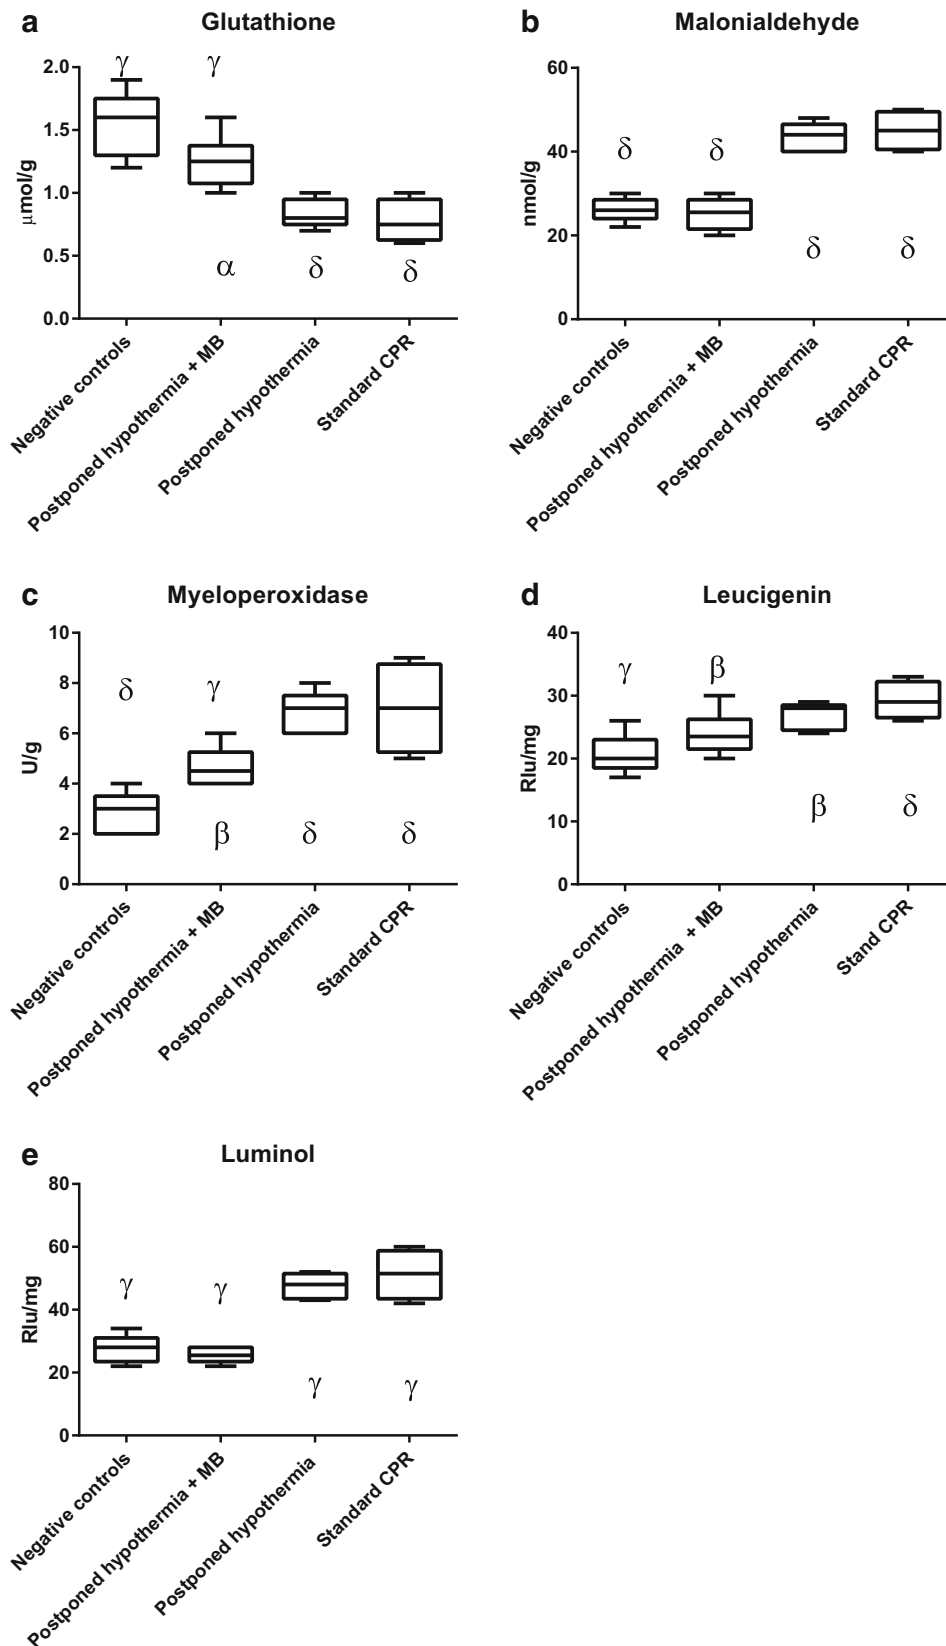 a
Glutathione
γ
γ
2.0
1.5
1.0
0.5
0.0
μmol/g
α
δ
δ
Negative controls
Postponed hypothermia + MB
Postponed hypothermia
Standard CPR
b
Malonialdehyde
60
40
20
0
nmol/g
δ
δ
δ
δ
Negative controls
Postponed hypothermia + MB
Postponed hypothermia
Standard CPR
c
Myeloperoxidase
10
8
6
4
2
0
U/g
δ
γ
β
δ
δ
Negative controls
Postponed hypothermia + MB
Postponed hypothermia
Standard CPR
d
Leucigenin
40
30
20
10
0
Rlu/mg
γ
β
β
δ
Negative controls
Postponed hypothermia + MB
Postponed hypothermia
Stand CPR
e
Luminol
80
60
40
20
0
Rlu/mg
γ
γ
γ
γ
Negative controls
Postponed hypothermia + MB
Postponed hypothermia
Standard CPR